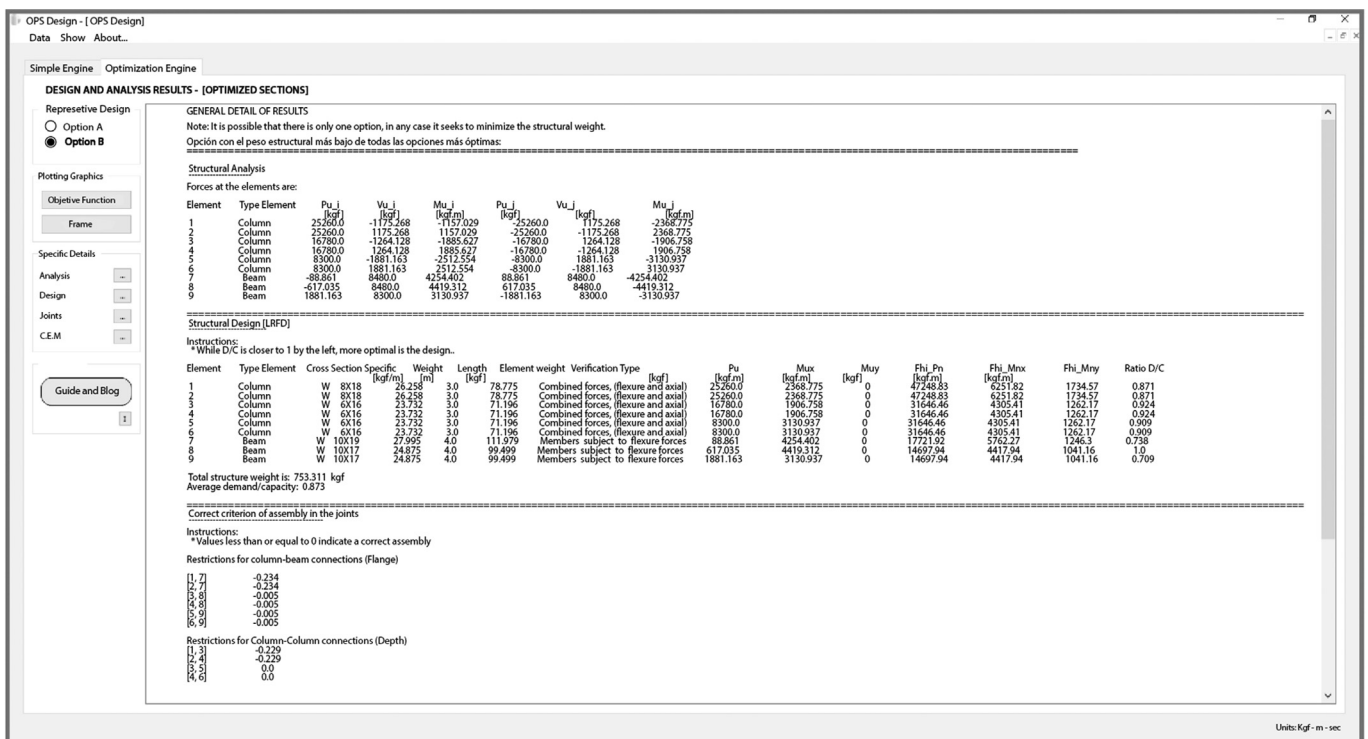 OPS Design - [ OPS Design]
Data Show About...
Simple Engine Optimization Engine
DESIGN AND ANALYSIS RESULTS - [OPTIMIZED SECTIONS]
Represetive Design
Option A
Option B
Plotting Graphics
Objetive Function
Frame
Specific Details
Analysis ...
Design ...
Joints ...
C.E.M ...
Guide and Blog
GENERAL DETAIL OF RESULTS
Note: It is possible that there is only one option, in any case it seeks to minimize the structural weight.
Opción con el peso estructural más bajo de todas las opciones más óptimas:
Structural Analysis
Forces at the elements are:
Element Type Element Pu_i Vu_i Mu_i Pu_j Vu_j Mu_j
[kgf] [kgf] [kgf.m] [kgf] [kgf] [kgf.m]
1 Column 25260.0 -1175.268 -1157.029 -25260.0 1175.268 -2368.775
2 Column 25260.0 1175.268 1157.029 -25260.0 -1175.268 2368.775
3 Column 16780.0 -1264.128 -1885.627 -16780.0 1264.128 -1906.758
4 Column 16780.0 1264.128 1885.627 -16780.0 -1264.128 1906.758
5 Column 8300.0 -1881.163 -2512.554 -8300.0 1881.163 -3130.937
6 Column 8300.0 1881.163 2512.554 -8300.0 -1881.163 3130.937
7 Beam -88.861 8480.0 4254.402 88.861 8480.0 -4254.402
8 Beam -617.035 8480.0 4419.312 617.035 8480.0 -4419.312
9 Beam 1881.163 8300.0 3130.937 -1881.163 8300.0 -3130.937
Structural Design [LRFD]
Instructions:
*While D/C is closer to 1 by the left, more optimal is the design..
Element Type Element Cross Section Specific Weight Length Element weight Verification Type Pu Mux Muy Fhi_Pn Fhi_Mnx Fhi_Mny Ratio D/C
[kgf/m] [m] [kgf] [kgf] [kgf.m] [kgf.m] [kgf] [kgf.m] [kgf.m]
1 Column W 8X18 26.258 3.0 78.775 Combined forces, (flexure and axial) 25260.0 2368.775 0 47248.83 6251.82 1734.57 0.871
2 Column W 8X18 26.258 3.0 78.775 Combined forces, (flexure and axial) 25260.0 2368.775 0 47248.83 6251.82 1734.57 0.871
3 Column W 6X16 23.732 3.0 71.196 Combined forces, (flexure and axial) 16780.0 1906.758 0 31646.46 4305.41 1262.17 0.924
4 Column W 6X16 23.732 3.0 71.196 Combined forces, (flexure and axial) 16780.0 1906.758 0 31646.46 4305.41 1262.17 0.924
5 Column W 6X16 23.732 3.0 71.196 Combined forces, (flexure and axial) 8300.0 3130.937 0 31646.46 4305.41 1262.17 0.909
6 Column W 6X16 23.732 3.0 71.196 Combined forces, (flexure and axial) 8300.0 3130.937 0 31646.46 4305.41 1262.17 0.909
7 Beam W 10X19 27.995 4.0 111.979 Members subject to flexure forces 88.861 4254.402 0 17721.92 5762.27 1246.3 0.738
8 Beam W 10X17 24.875 4.0 99.499 Members subject to flexure forces 617.035 4419.312 0 14697.94 4417.94 1041.16 1.0
9 Beam W 10X17 24.875 4.0 99.499 Members subject to flexure forces 1881.163 3130.937 0 14697.94 4417.94 1041.16 0.709
Total structure weight is: 753.311 kgf
Average demand/capacity: 0.873
Correct criterion of assembly in the joints
Instructions:
*Values less than or equal to 0 indicate a correct assembly
Restrictions for column-beam connections (Flange)
[1, 7] -0.234
[2, 7] -0.234
[3, 8] -0.005
[4, 8] -0.005
[5, 9] -0.005
[6, 9] -0.005
Restrictions for Column-Column connections (Depth)
[1, 3] -0.229
[2, 4] -0.229
[3, 5] 0.0
[4, 6] 0.0
Units: Kgf - m - sec